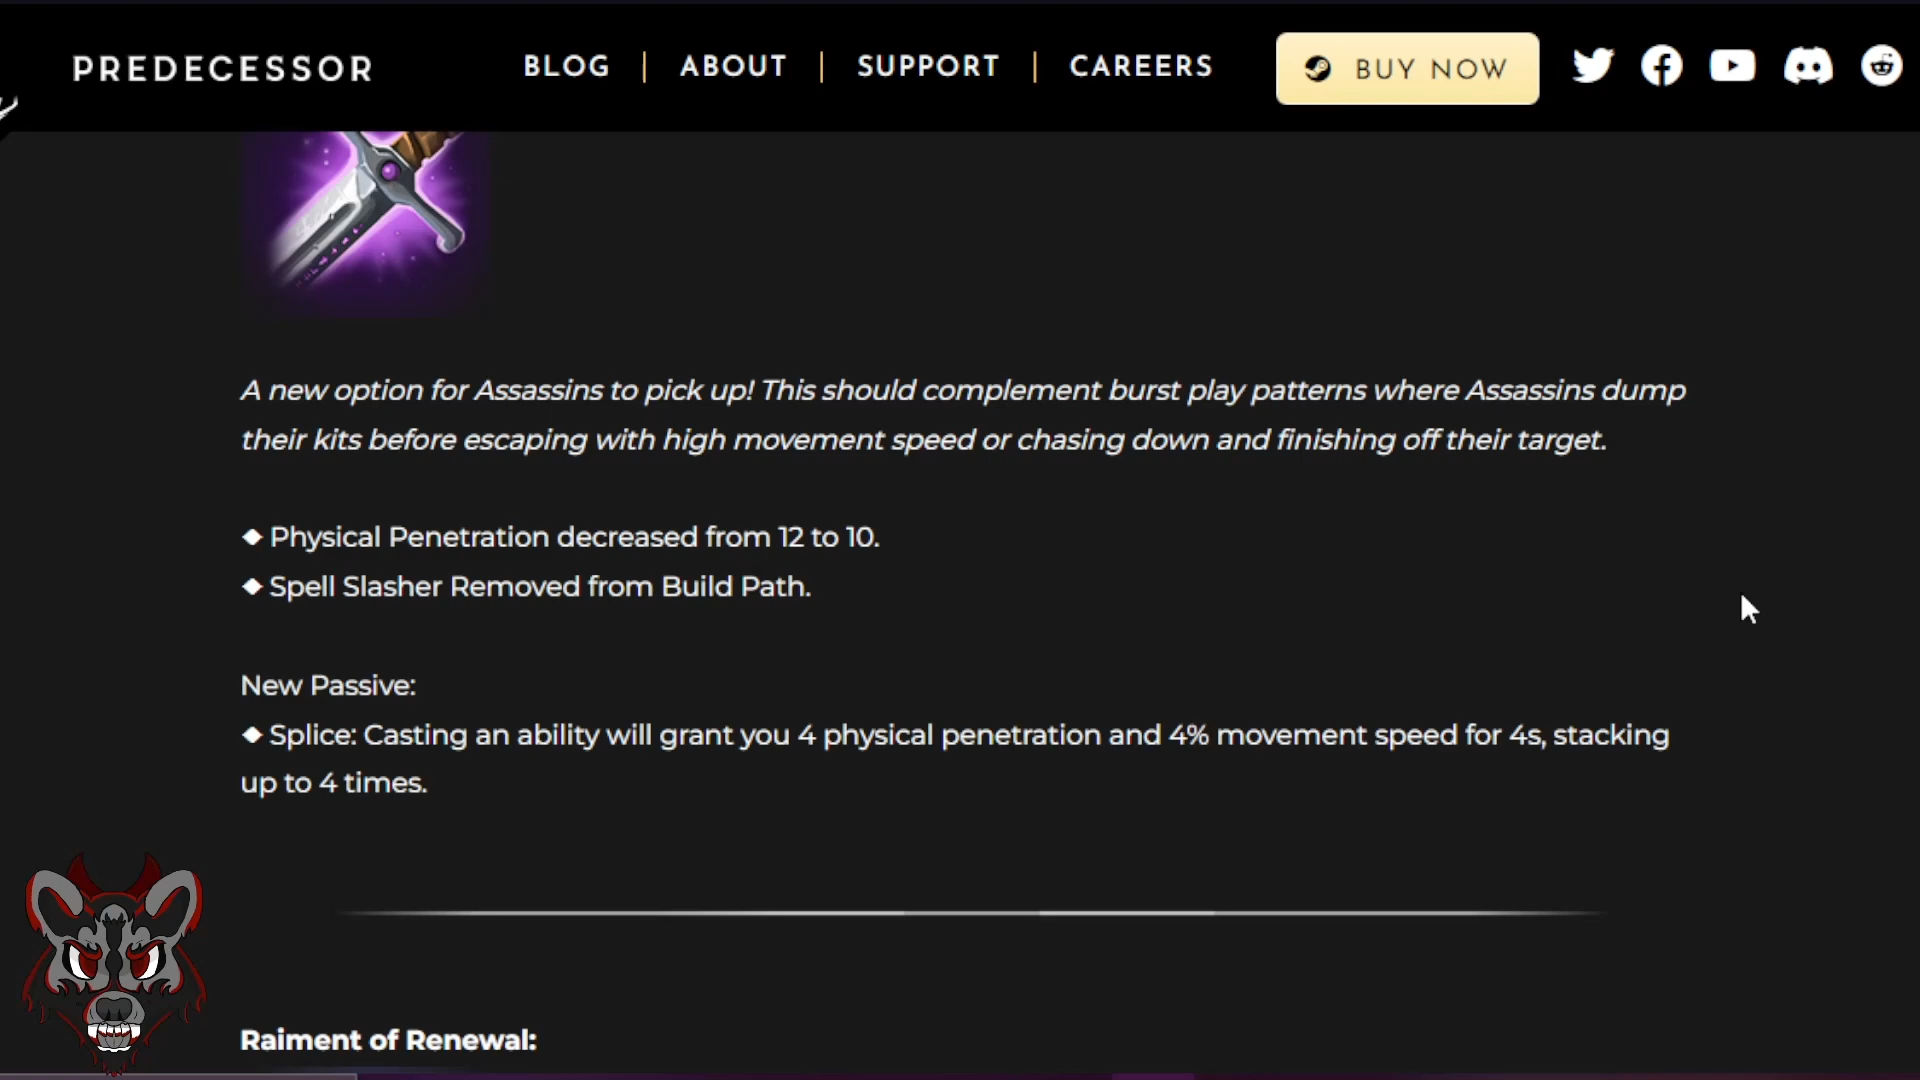 PREDECESSOR
BLOG | ABOUT | SUPPORT | CAREERS
BUY NOW
A new option for Assassins to pick up! This should complement burst play patterns where Assassins dump
their kits before escaping with high movement speed or chasing down and finishing off their target.
◆ Physical Penetration decreased from 12 to 10.
◆ Spell Slasher Removed from Build Path.
New Passive:
◆ Splice: Casting an ability will grant you 4 physical penetration and 4% movement speed for 4s, stacking
up to 4 times.
Raiment of Renewal: